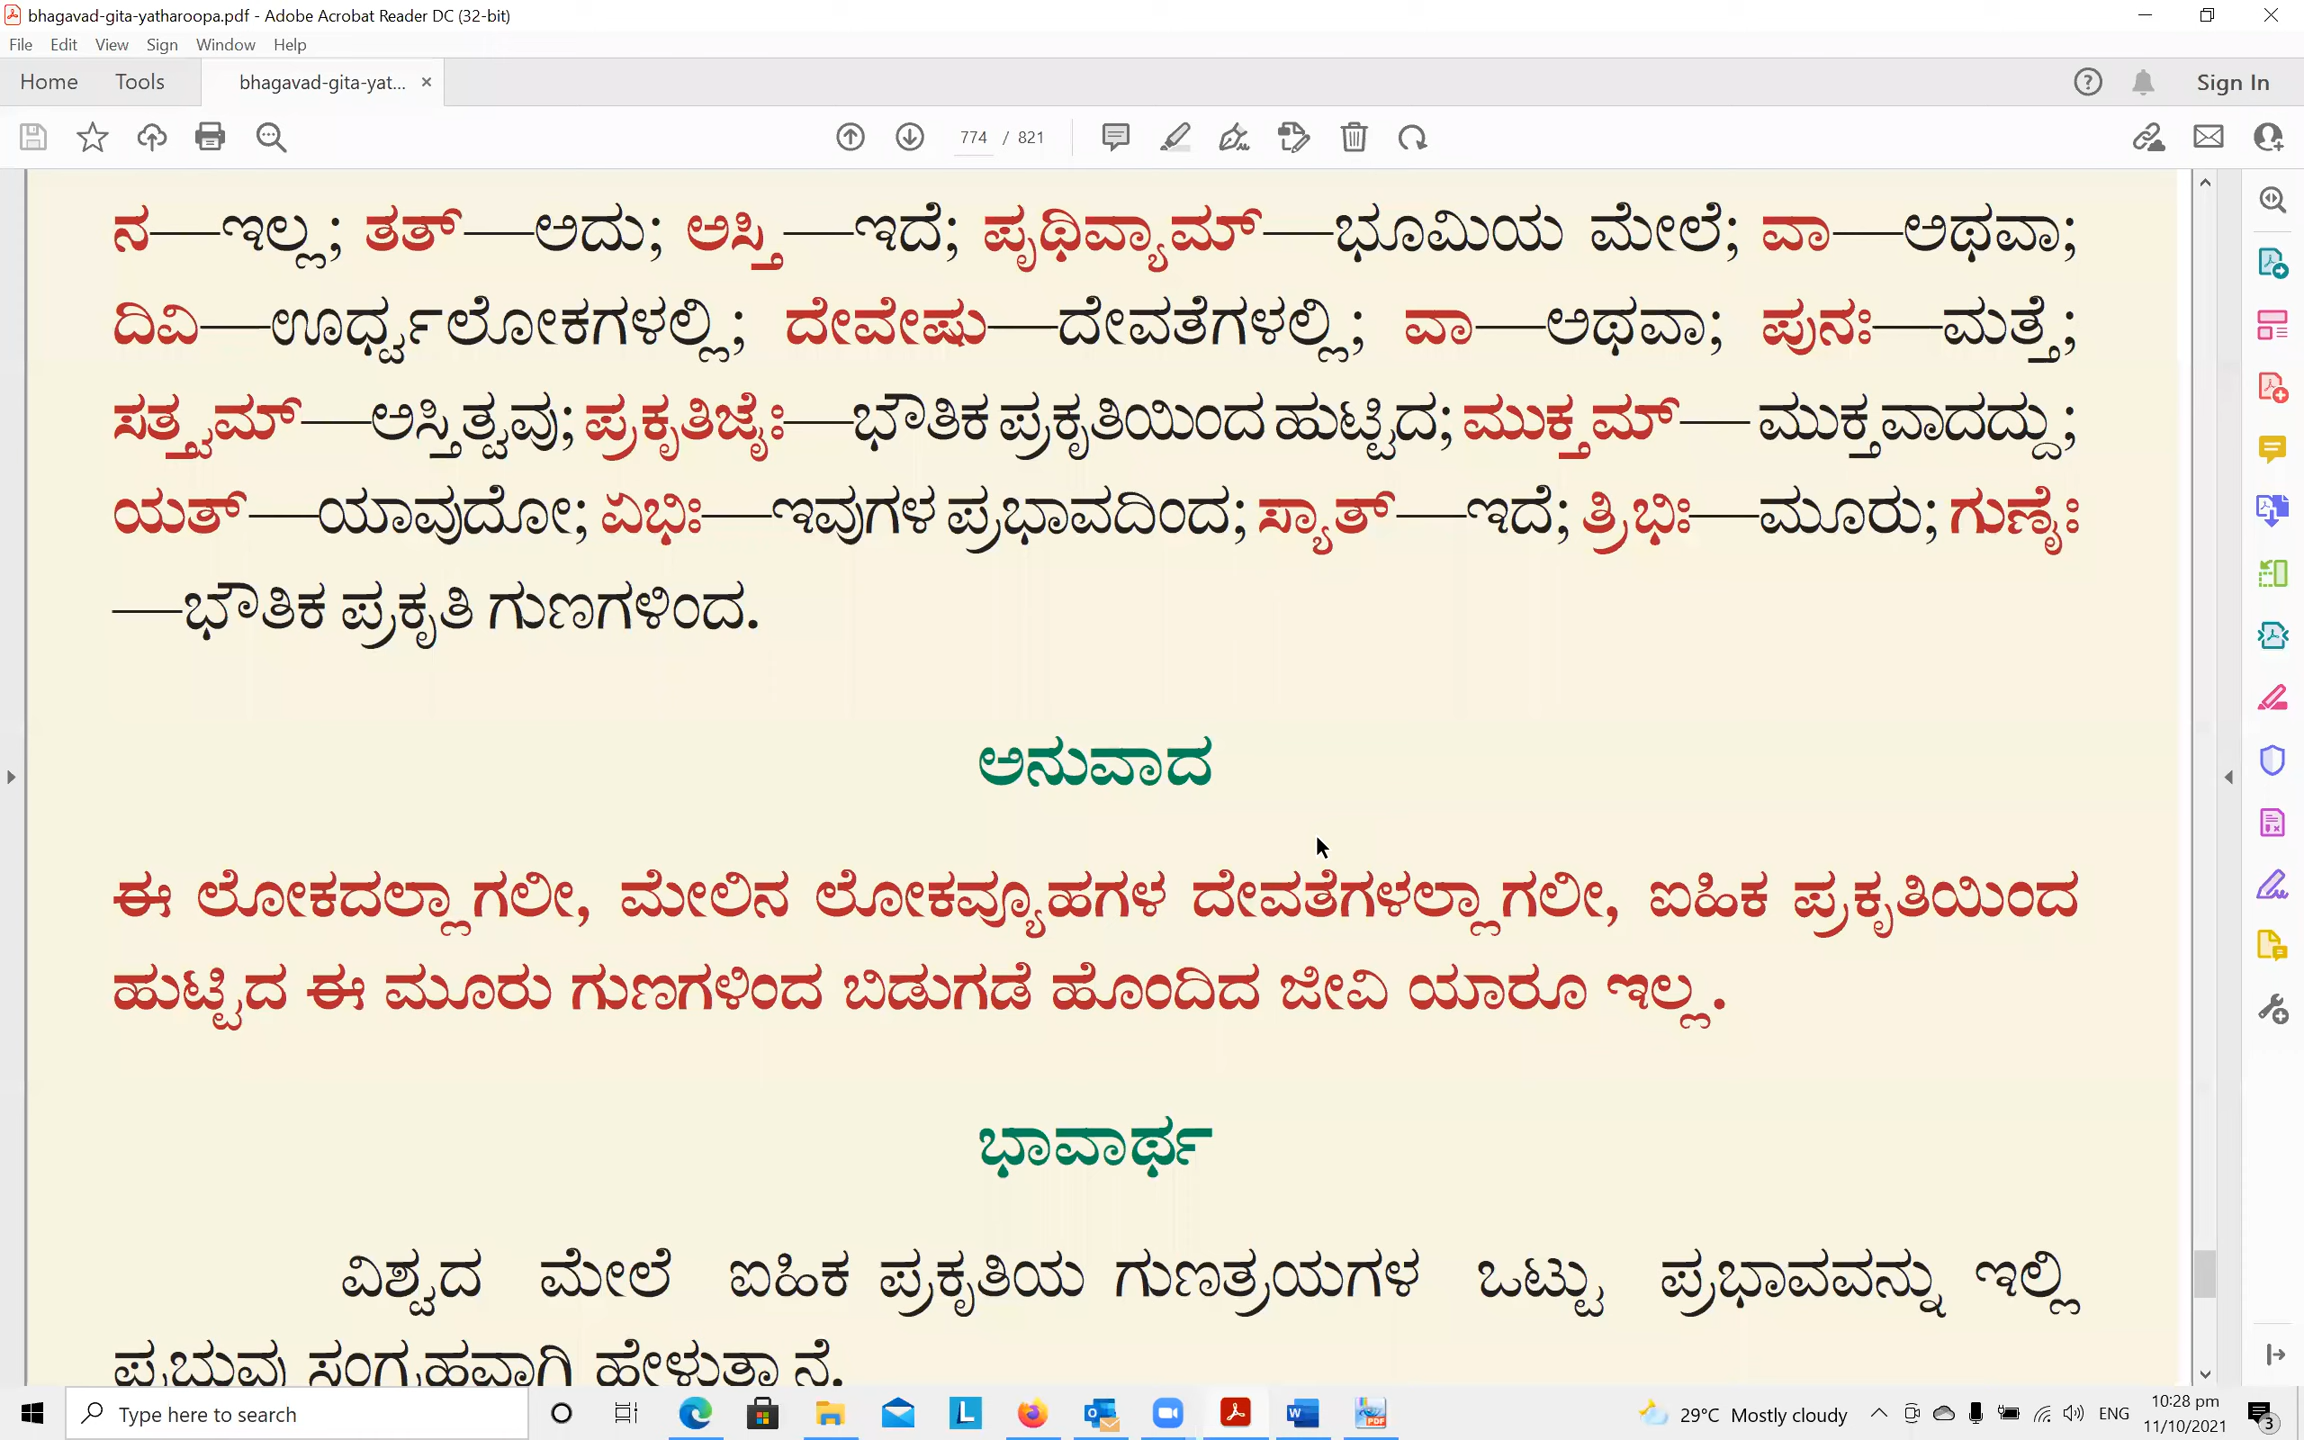 bhagavad-gita-yatharoopa.pdf - Adobe Acrobat Reader DC (32-bit)
File Edit View Sign Window Help
Home Tools bhagavad-gita-yat... × Sign In
774 / 821
ನ—ಇಲ್ಲ; ತತ್—ಅದು; ಅಸ್ತಿ—ಇದೆ; ಪೃಥಿವ್ಯಾಮ್—ಭೂಮಿಯ ಮೇಲೆ; ವಾ—ಅಥವಾ;
ದಿವಿ—ಊರ್ಧ್ವಲೋಕಗಳಲ್ಲಿ; ದೇವೇಷು—ದೇವತೆಗಳಲ್ಲಿ; ವಾ—ಅಥವಾ; ಪುನಃ—ಮತ್ತೆ;
ಸತ್ತ್ವಮ್—ಅಸ್ತಿತ್ವವು; ಪ್ರಕೃತಿಜೈಃ—ಭೌತಿಕ ಪ್ರಕೃತಿಯಿಂದ ಹುಟ್ಟಿದ; ಮುಕ್ತಮ್— ಮುಕ್ತವಾದದ್ದು;
ಯತ್—ಯಾವುದೋ; ಏಭಿಃ—ಇವುಗಳ ಪ್ರಭಾವದಿಂದ; ಸ್ಯಾತ್—ಇದೆ; ತ್ರಿಭಿಃ—ಮೂರು; ಗುಣೈಃ
—ಭೌತಿಕ ಪ್ರಕೃತಿ ಗುಣಗಳಿಂದ.
ಅನುವಾದ
ಈ ಲೋಕದಲ್ಲಾಗಲೀ, ಮೇಲಿನ ಲೋಕವ್ಯೂಹಗಳ ದೇವತೆಗಳಲ್ಲಾಗಲೀ, ಐಹಿಕ ಪ್ರಕೃತಿಯಿಂದ
ಹುಟ್ಟಿದ ಈ ಮೂರು ಗುಣಗಳಿಂದ ಬಿಡುಗಡೆ ಹೊಂದಿದ ಜೀವಿ ಯಾರೂ ಇಲ್ಲ.
ಭಾವಾರ್ಥ
ವಿಶ್ವದ ಮೇಲೆ ಐಹಿಕ ಪ್ರಕೃತಿಯ ಗುಣತ್ರಯಗಳ ಒಟ್ಟು ಪ್ರಭಾವವನ್ನು ಇಲ್ಲಿ
ಪ್ರಭುವು ಸಂಗ್ರಹವಾಗಿ ಹೇಳುತ್ತಾನೆ.
Type here to search 29°C Mostly cloudy ENG 10:28 pm
11/10/2021 3